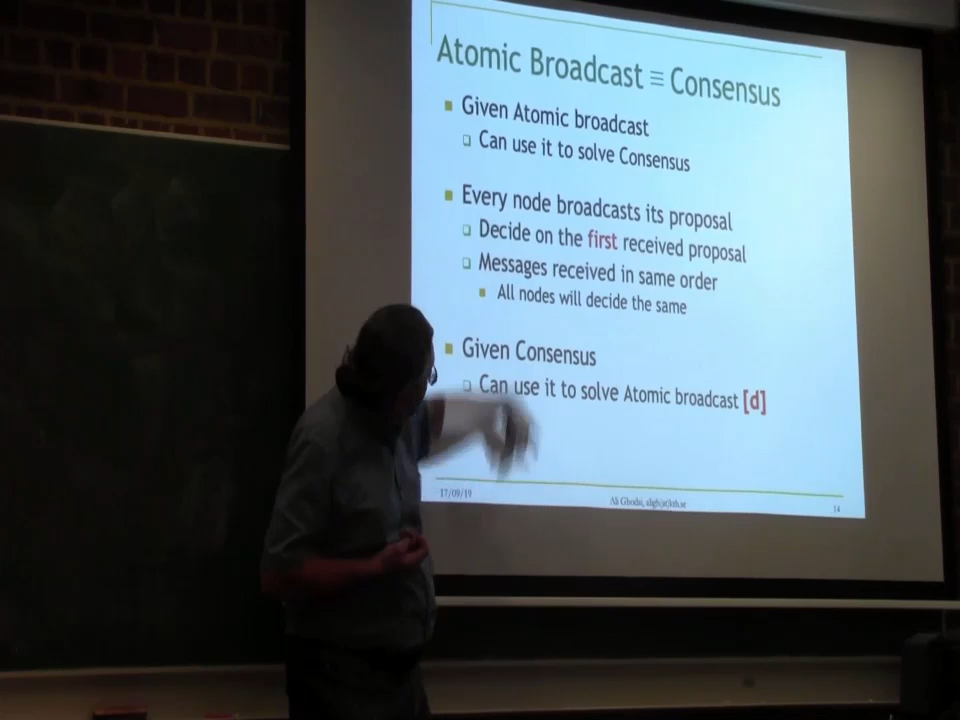 Atomic Broadcast ≡ Consensus
Given Atomic broadcast
Can use it to solve Consensus
Every node broadcasts its proposal
Decide on the first received proposal
Messages received in same order
All nodes will decide the same
Given Consensus
Can use it to solve Atomic broadcast [d]
17/09/19
Ali Ghodsi, aligh(at)kth.se
14